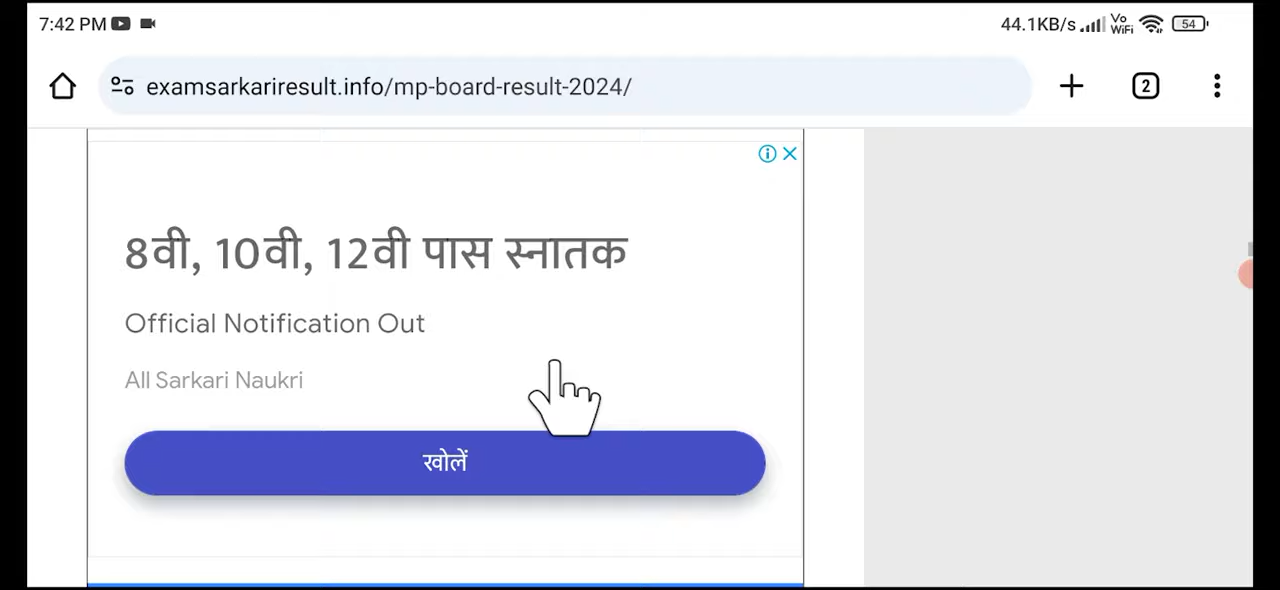 7:42 PM
44.1KB/s Vo WiFi 54
examsarkariresult.info/mp-board-result-2024/
2
8वी, 10वी, 12वी पास स्नातक
Official Notification Out
All Sarkari Naukri
खोलें